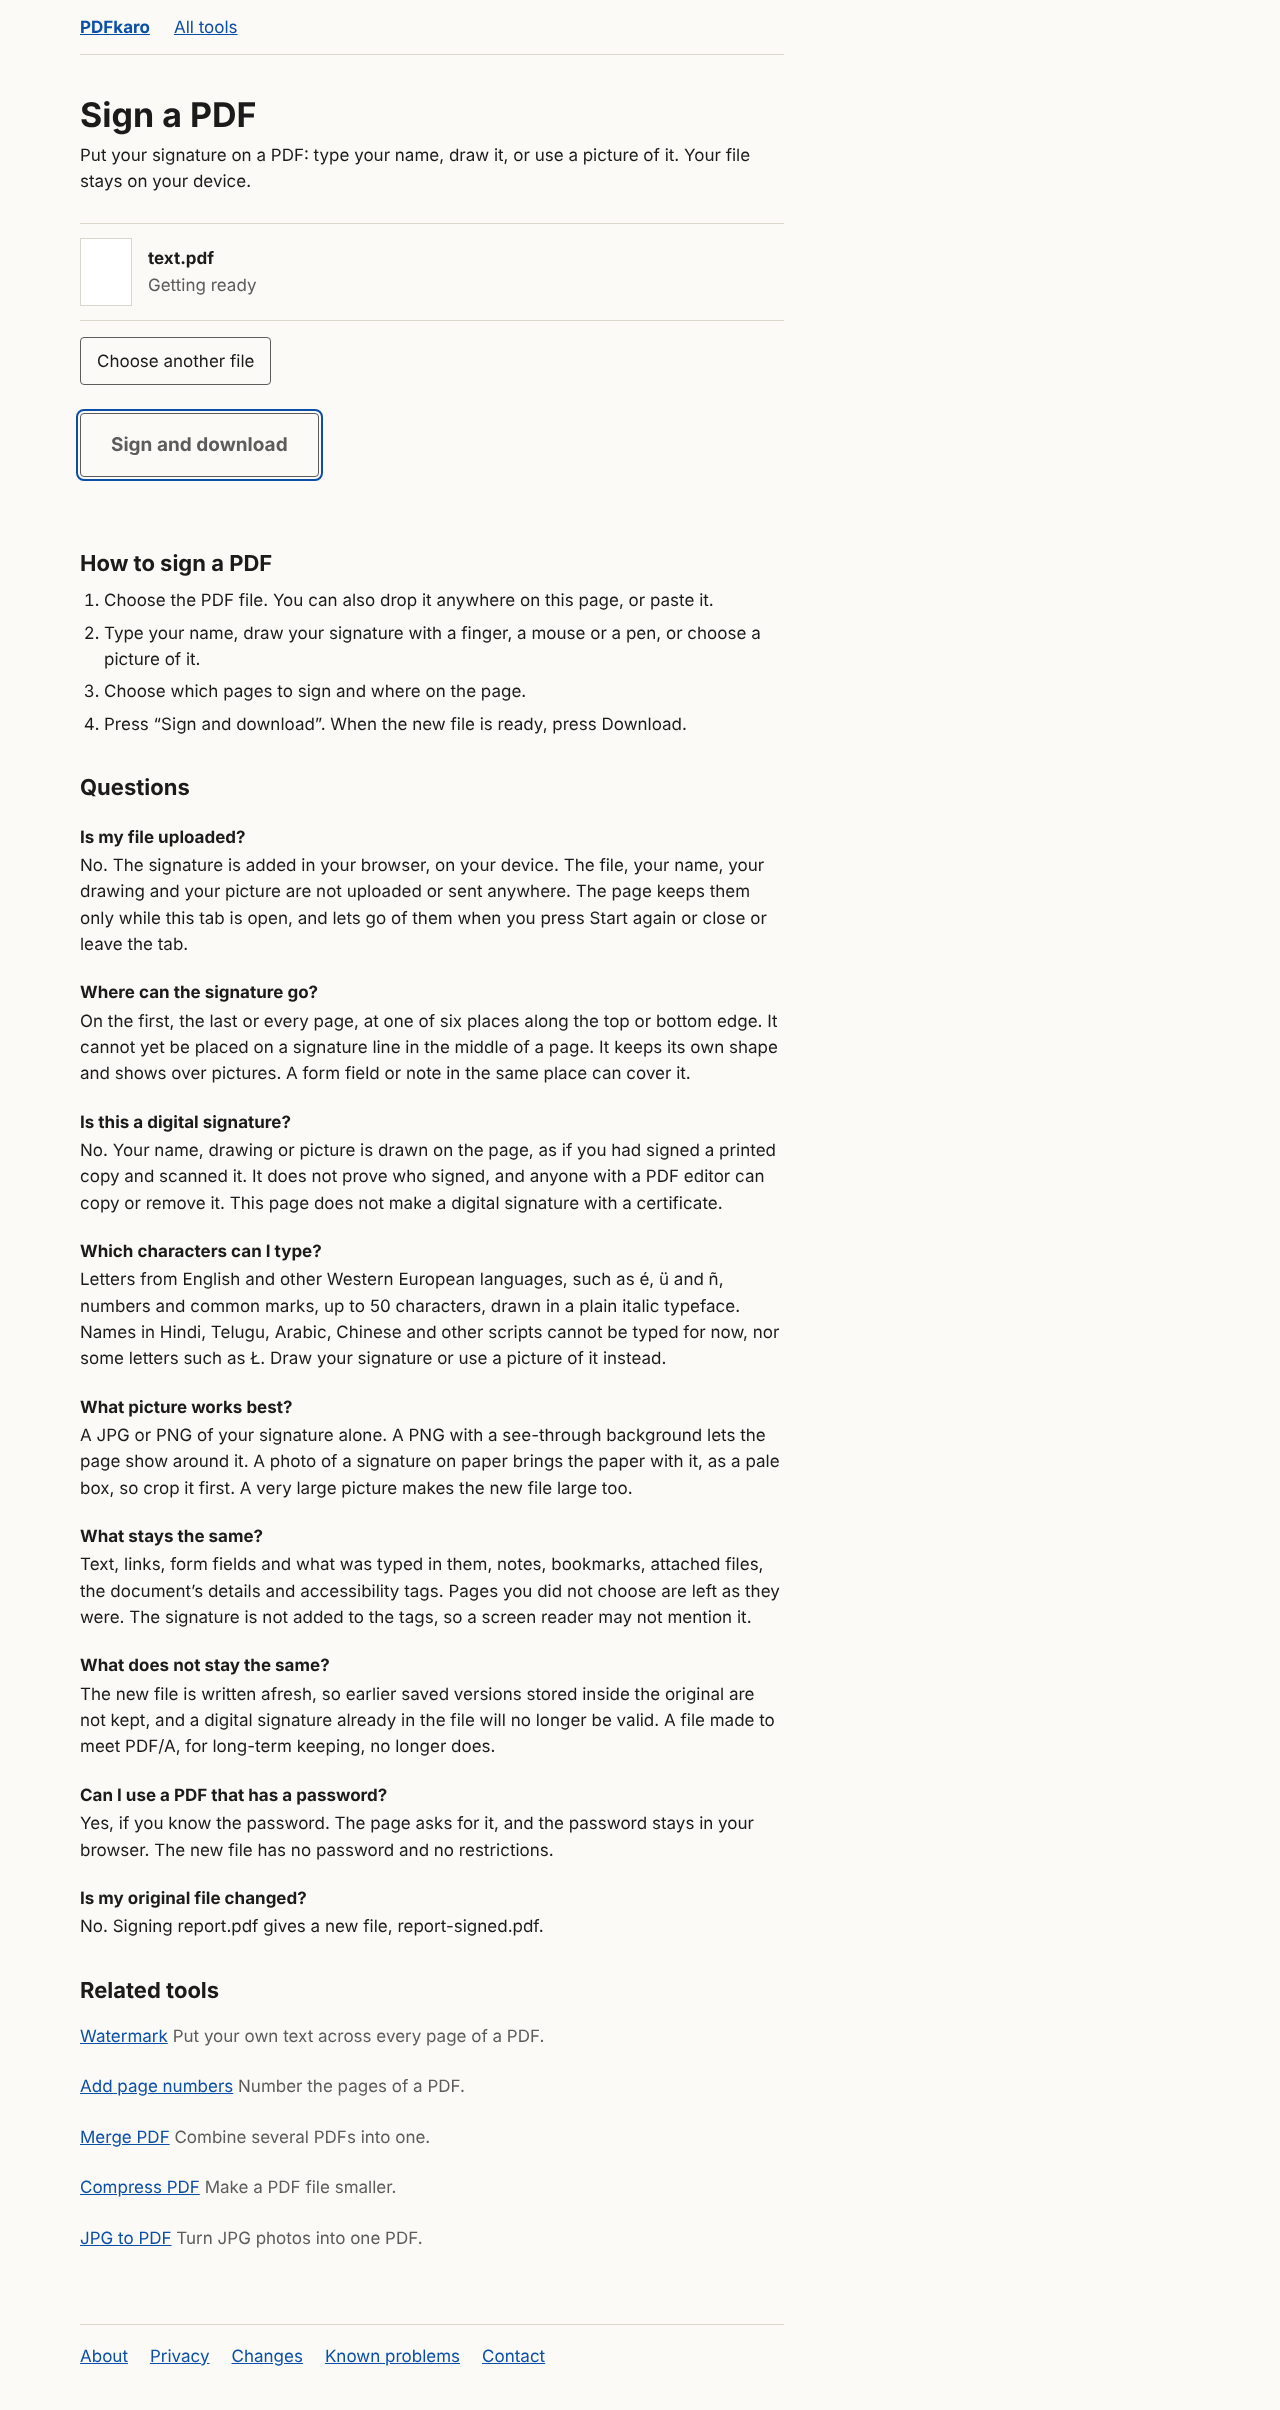 PDFkaro All tools
Sign a PDF
Put your signature on a PDF: type your name, draw it, or use a picture of it. Your file
stays on your device.
text.pdf
Getting ready
Choose another file
Sign and download
How to sign a PDF
1. Choose the PDF file. You can also drop it anywhere on this page, or paste it.
2. Type your name, draw your signature with a finger, a mouse or a pen, or choose a
picture of it.
3. Choose which pages to sign and where on the page.
4. Press “Sign and download”. When the new file is ready, press Download.
Questions
Is my file uploaded?
No. The signature is added in your browser, on your device. The file, your name, your
drawing and your picture are not uploaded or sent anywhere. The page keeps them
only while this tab is open, and lets go of them when you press Start again or close or
leave the tab.
Where can the signature go?
On the first, the last or every page, at one of six places along the top or bottom edge. It
cannot yet be placed on a signature line in the middle of a page. It keeps its own shape
and shows over pictures. A form field or note in the same place can cover it.
Is this a digital signature?
No. Your name, drawing or picture is drawn on the page, as if you had signed a printed
copy and scanned it. It does not prove who signed, and anyone with a PDF editor can
copy or remove it. This page does not make a digital signature with a certificate.
Which characters can I type?
Letters from English and other Western European languages, such as é, ü and ñ,
numbers and common marks, up to 50 characters, drawn in a plain italic typeface.
Names in Hindi, Telugu, Arabic, Chinese and other scripts cannot be typed for now, nor
some letters such as Ł. Draw your signature or use a picture of it instead.
What picture works best?
A JPG or PNG of your signature alone. A PNG with a see-through background lets the
page show around it. A photo of a signature on paper brings the paper with it, as a pale
box, so crop it first. A very large picture makes the new file large too.
What stays the same?
Text, links, form fields and what was typed in them, notes, bookmarks, attached files,
the document’s details and accessibility tags. Pages you did not choose are left as they
were. The signature is not added to the tags, so a screen reader may not mention it.
What does not stay the same?
The new file is written afresh, so earlier saved versions stored inside the original are
not kept, and a digital signature already in the file will no longer be valid. A file made to
meet PDF/A, for long-term keeping, no longer does.
Can I use a PDF that has a password?
Yes, if you know the password. The page asks for it, and the password stays in your
browser. The new file has no password and no restrictions.
Is my original file changed?
No. Signing report.pdf gives a new file, report-signed.pdf.
Related tools
Watermark Put your own text across every page of a PDF.
Add page numbers Number the pages of a PDF.
Merge PDF Combine several PDFs into one.
Compress PDF Make a PDF file smaller.
JPG to PDF Turn JPG photos into one PDF.
About Privacy Changes Known problems Contact